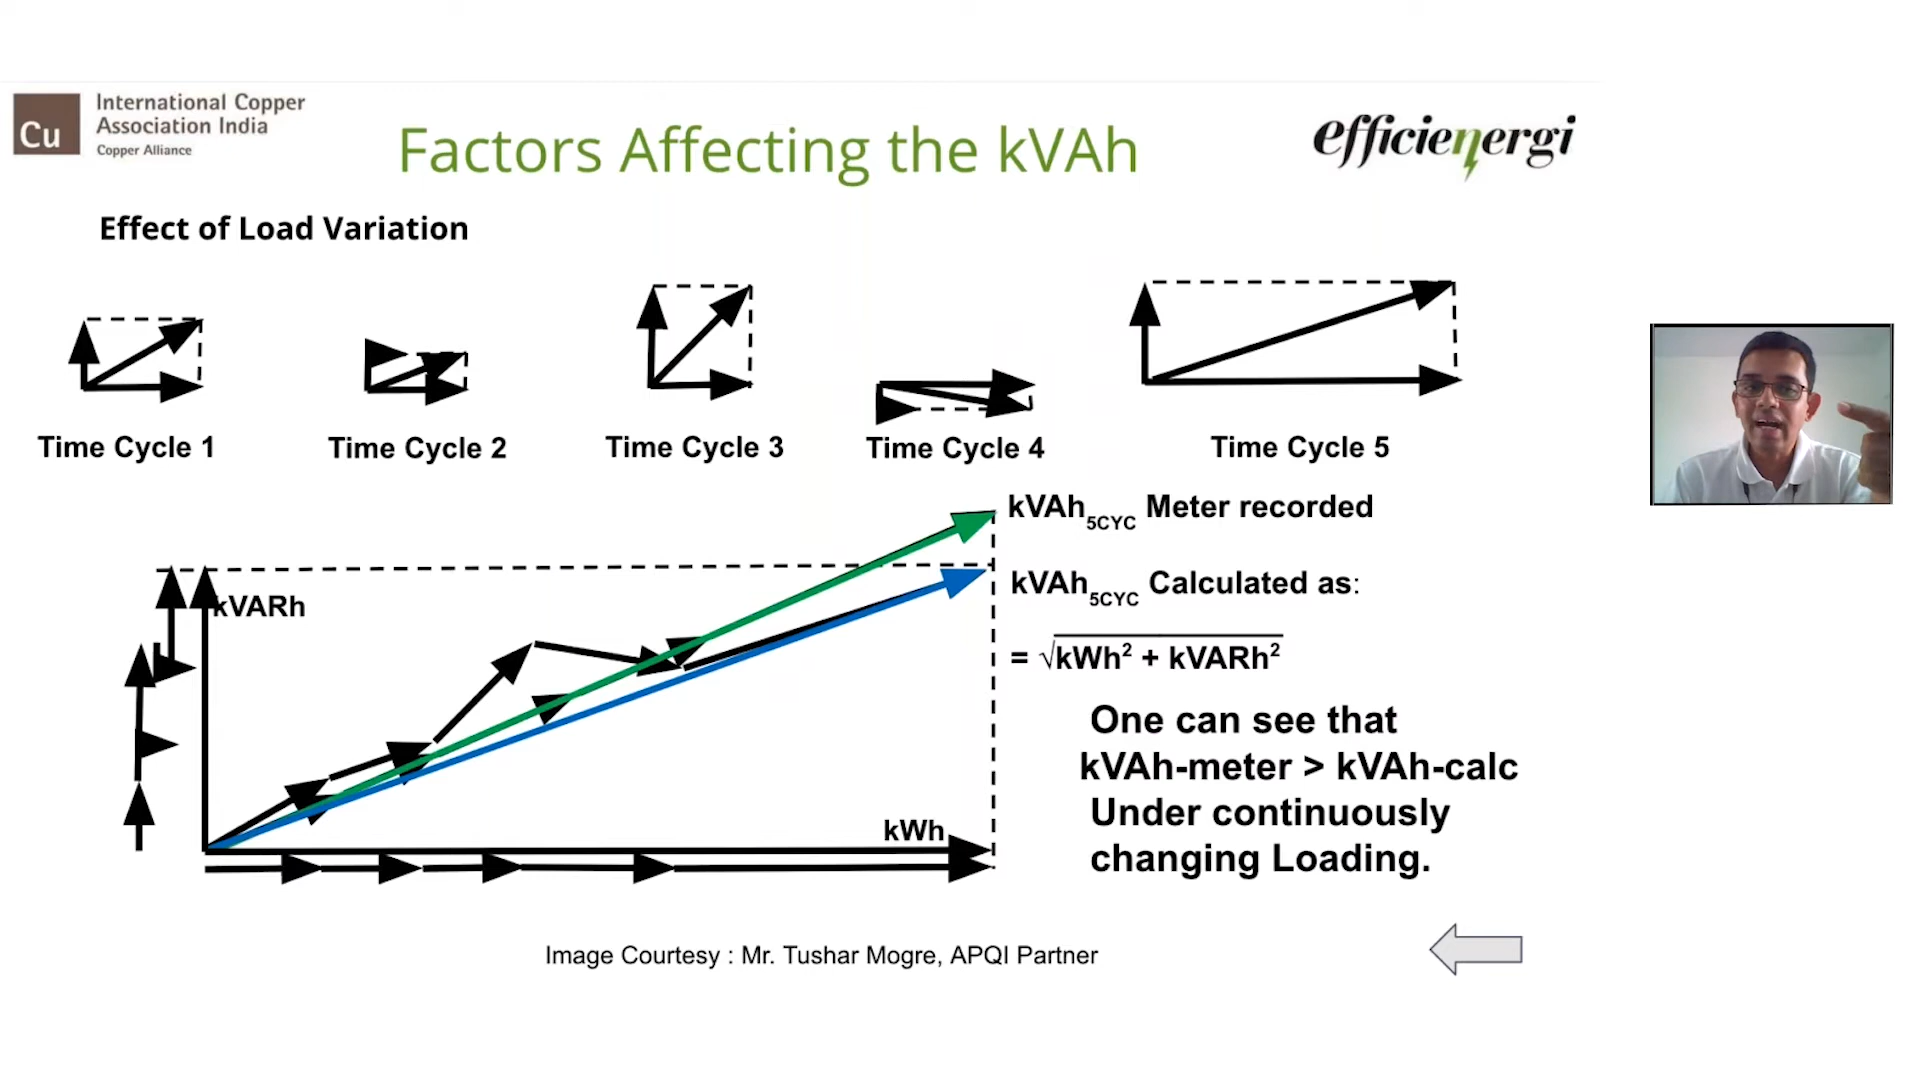 Cu
International Copper
Association India
Copper Alliance
Factors Affecting the kVAh
efficienergi
Effect of Load Variation
Time Cycle 1
Time Cycle 2
Time Cycle 3
Time Cycle 4
Time Cycle 5
kVAh5CYC Meter recorded
kVAh5CYC Calculated as:
= √kWh² + kVARh²
kVARh
kWh
One can see that
kVAh-meter > kVAh-calc
Under continuously
changing Loading.
Image Courtesy : Mr. Tushar Mogre, APQI Partner